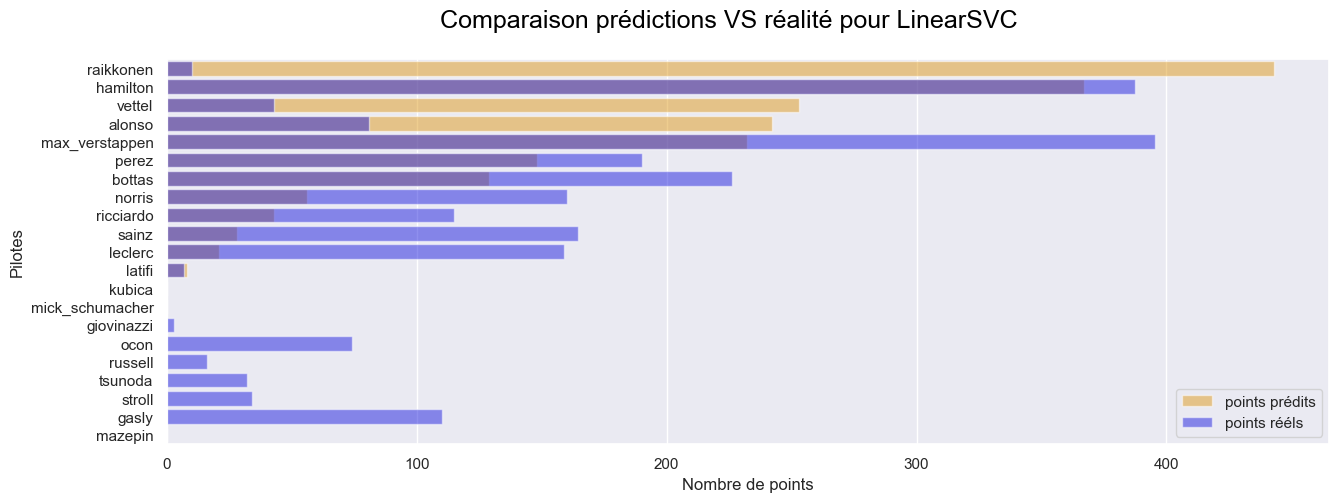 Comparaison prédictions VS réalité pour LinearSVC
raikkonen
hamilton
vettel
alonso
max_verstappen
perez
bottas
norris
ricciardo
sainz
leclerc
latifi
kubica
mick_schumacher
giovinazzi
ocon
russell
tsunoda
stroll
gasly
mazepin
Pilotes
points prédits
points rééls
0 100 200 300 400
Nombre de points